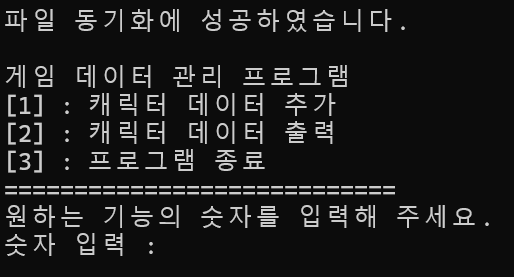 파일 동기화에 성공하였습니다.
게임 데이터 관리 프로그램
[1] : 캐릭터 데이터 추가
[2] : 캐릭터 데이터 출력
[3] : 프로그램 종료
============================
원하는 기능의 숫자를 입력해 주세요.
숫자 입력 :